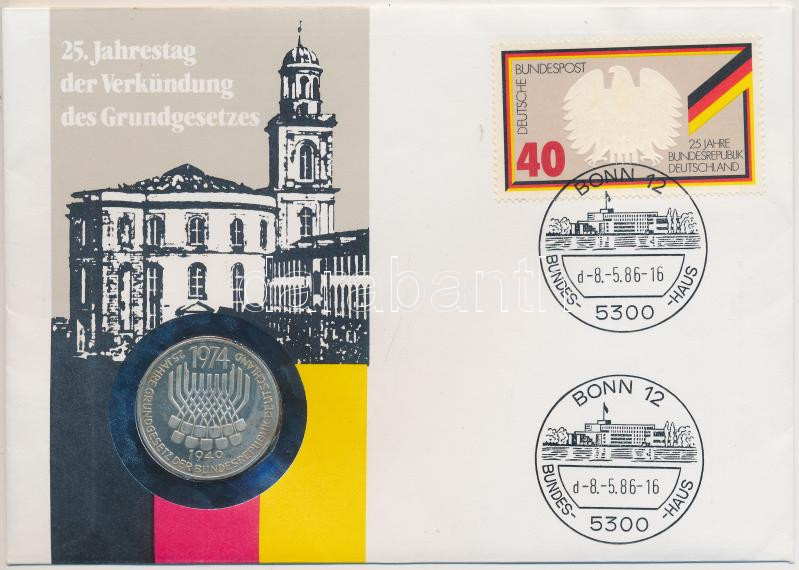 25. Jahrestag
der Verkündung
des Grundgesetzes
DEUTSCHE BUNDESPOST
40
25 JAHRE
BUNDESREPUBLIK
DEUTSCHLAND
BONN 12
d-8.-5.86-16
BUNDES- -HAUS
5300
BONN 12
d-8.-5.86-16
BUNDES- -HAUS
5300
1974
25 JAHRE GRUNDGESETZ DER BUNDESREPUBLIK DEUTSCHLAND
1949
darabanth